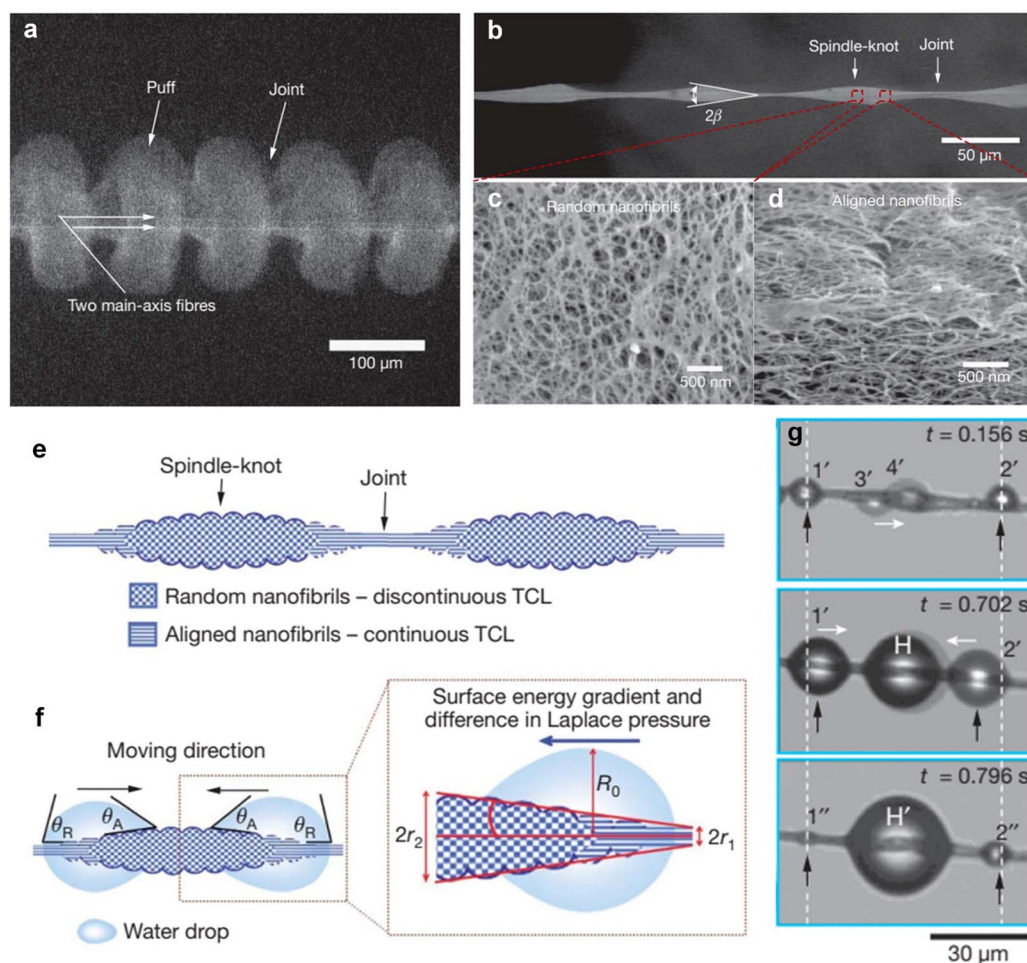 a
Puff
Joint
Two main-axis fibres
100 µm
b
Spindle-knot
Joint
2β
50 µm
c
Random nanofibrils
500 nm
d
Aligned nanofibrils
500 nm
e
Spindle-knot
Joint
Random nanofibrils – discontinuous TCL
Aligned nanofibrils – continuous TCL
f
Moving direction
θR
θA
θA
θR
Water drop
Surface energy gradient and
difference in Laplace pressure
R0
2r2
2r1
g
t = 0.156 s
1′
3′
4′
2′
t = 0.702 s
1′
H
2′
t = 0.796 s
1″
H′
2″
30 µm